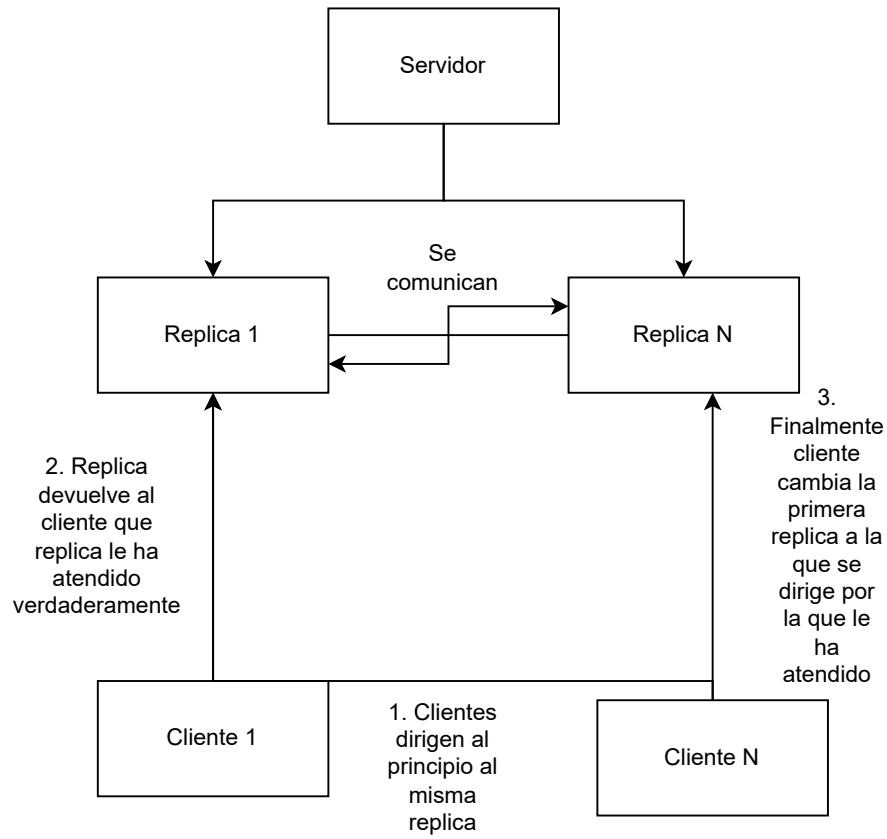 Servidor
Se
comunican
Replica 1
Replica N
2. Replica
devuelve al
cliente que
replica le ha
atendido
verdaderamente
3.
Finalmente
cliente
cambia la
primera
replica a la
que se
dirige por
la que le
ha
atendido
Cliente 1
1. Clientes
dirigen al
principio al
misma
replica
Cliente N